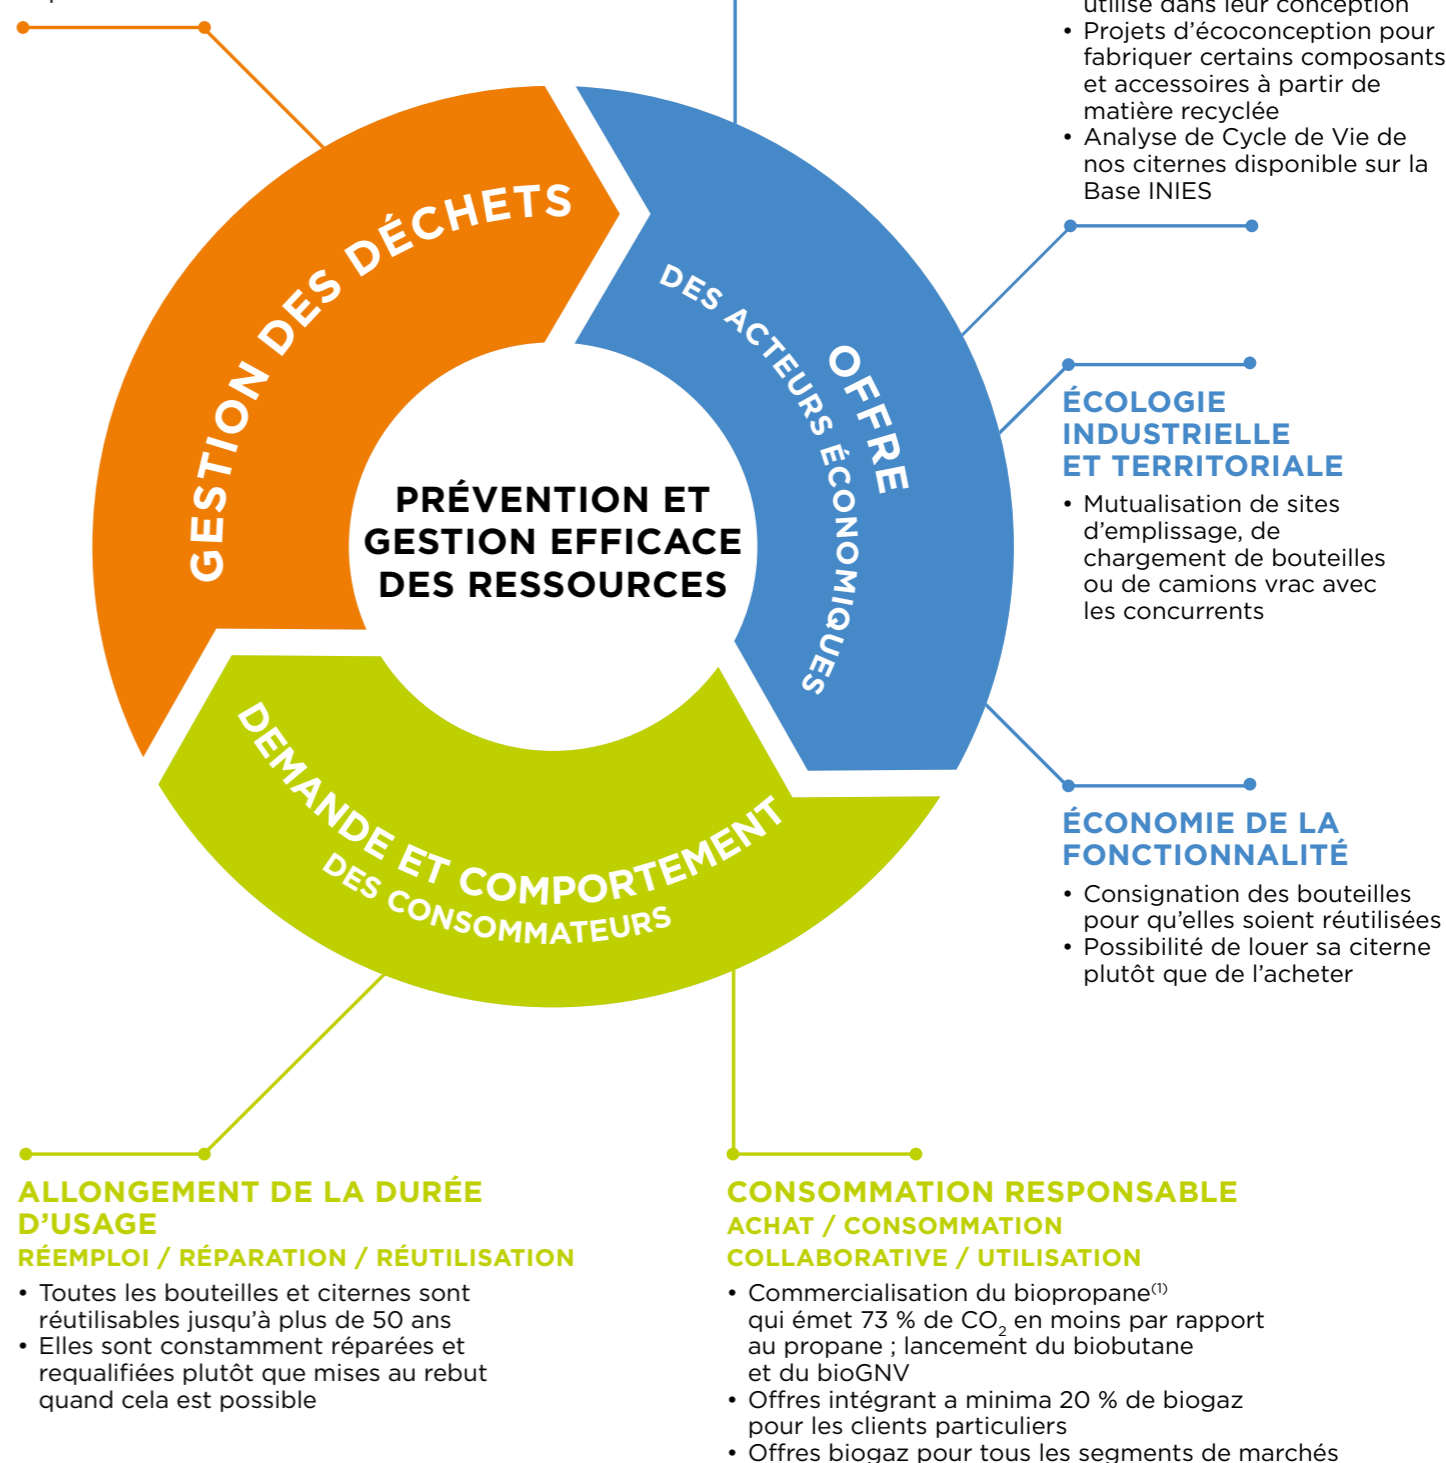 utilisé dans leur conception
• Projets d’écoconception pour
fabriquer certains composants
et accessoires à partir de
matière recyclée
• Analyse de Cycle de Vie de
nos citernes disponible sur la
Base INIES
GESTION DES DÉCHETS
OFFRE
DES ACTEURS ÉCONOMIQUES
PRÉVENTION ET
GESTION EFFICACE
DES RESSOURCES
DEMANDE ET COMPORTEMENT
DES CONSOMMATEURS
ÉCOLOGIE
INDUSTRIELLE
ET TERRITORIALE
• Mutualisation de sites
d’emplissage, de
chargement de bouteilles
ou de camions vrac avec
les concurrents
ÉCONOMIE DE LA
FONCTIONNALITÉ
• Consignation des bouteilles
pour qu’elles soient réutilisées
• Possibilité de louer sa citerne
plutôt que de l’acheter
ALLONGEMENT DE LA DURÉE
D’USAGE
RÉEMPLOI / RÉPARATION / RÉUTILISATION
• Toutes les bouteilles et citernes sont
réutilisables jusqu’à plus de 50 ans
• Elles sont constamment réparées et
requalifiées plutôt que mises au rebut
quand cela est possible
CONSOMMATION RESPONSABLE
ACHAT / CONSOMMATION
COLLABORATIVE / UTILISATION
• Commercialisation du biopropane⁽¹⁾
qui émet 73 % de CO₂ en moins par rapport
au propane ; lancement du biobutane
et du bioGNV
• Offres intégrant a minima 20 % de biogaz
pour les clients particuliers
• Offres biogaz pour tous les segments de marchés